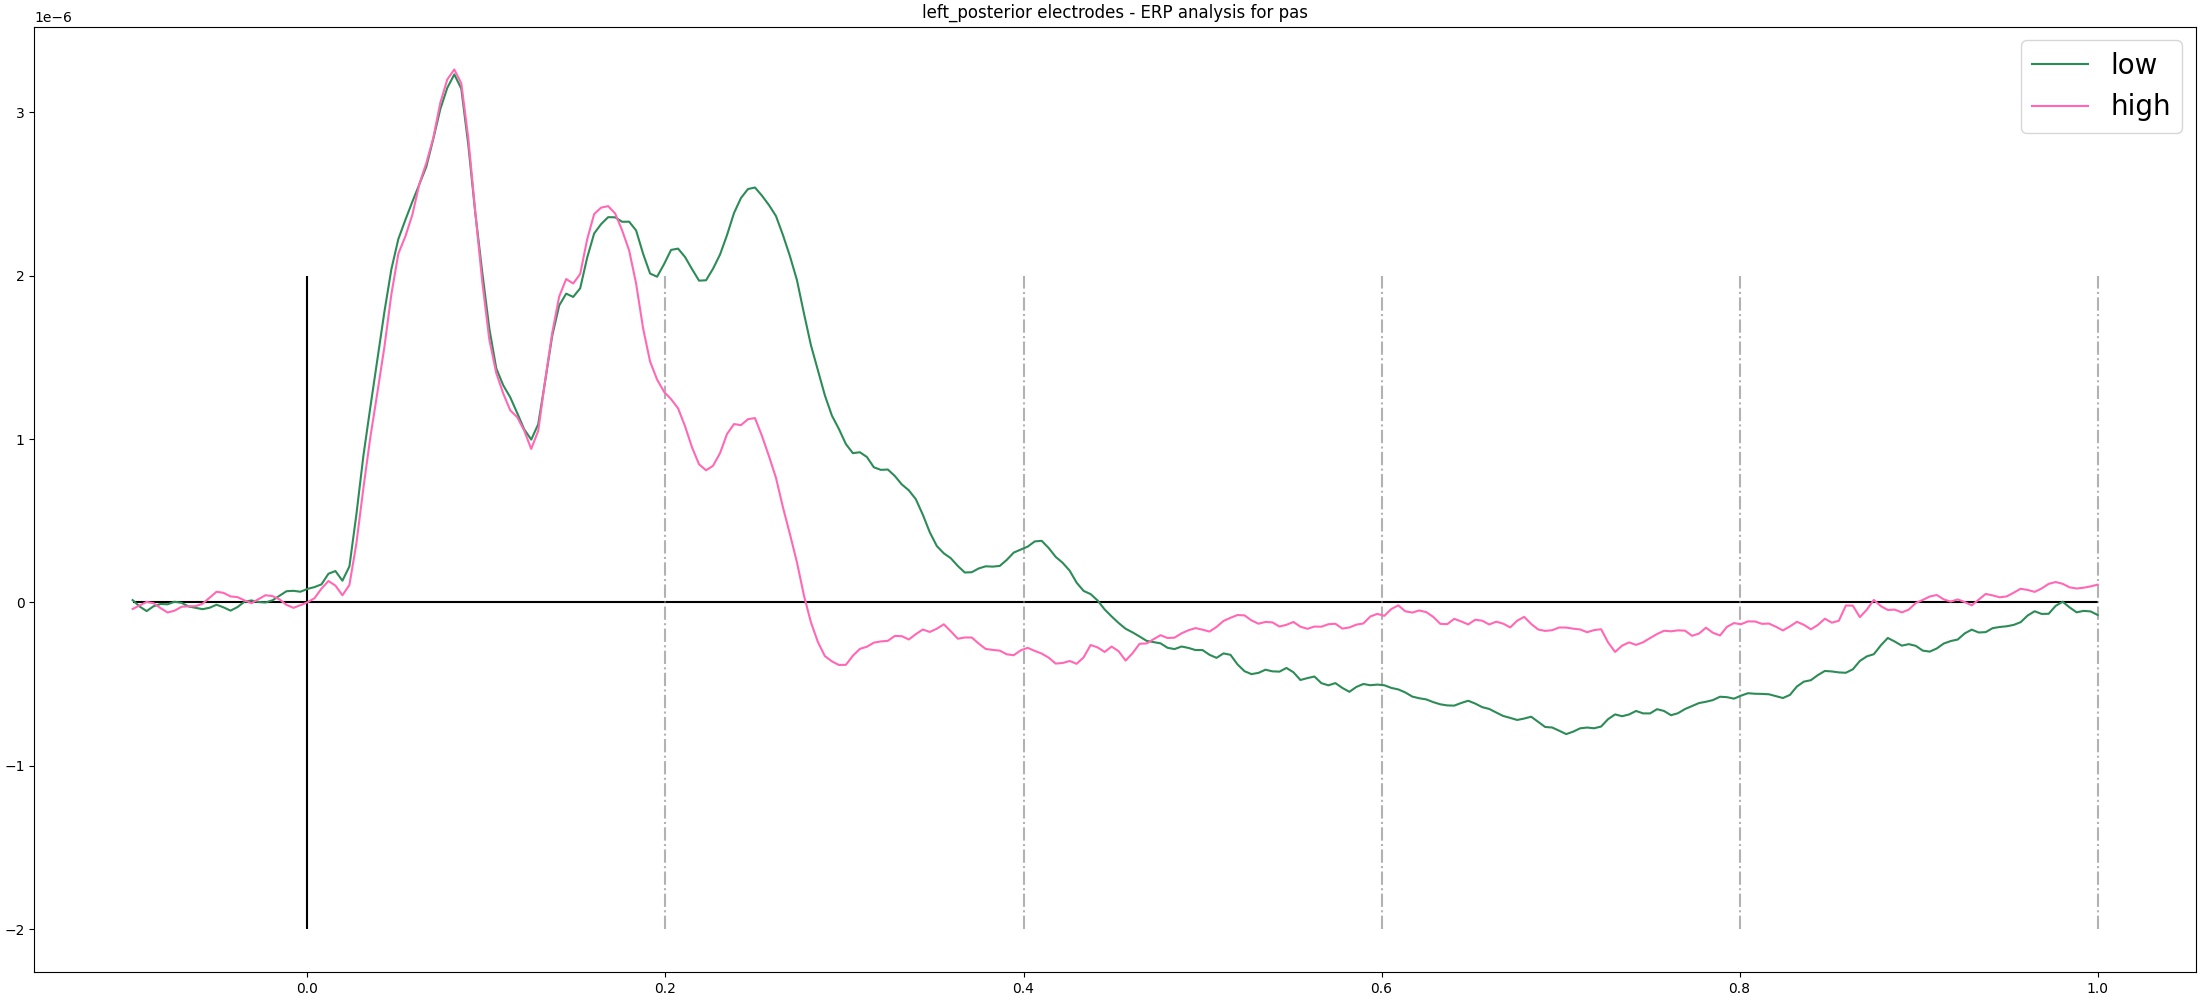 left_posterior electrodes - ERP analysis for pas
1e−6
low
high
3
2
1
0
−1
−2
0.0 0.2 0.4 0.6 0.8 1.0